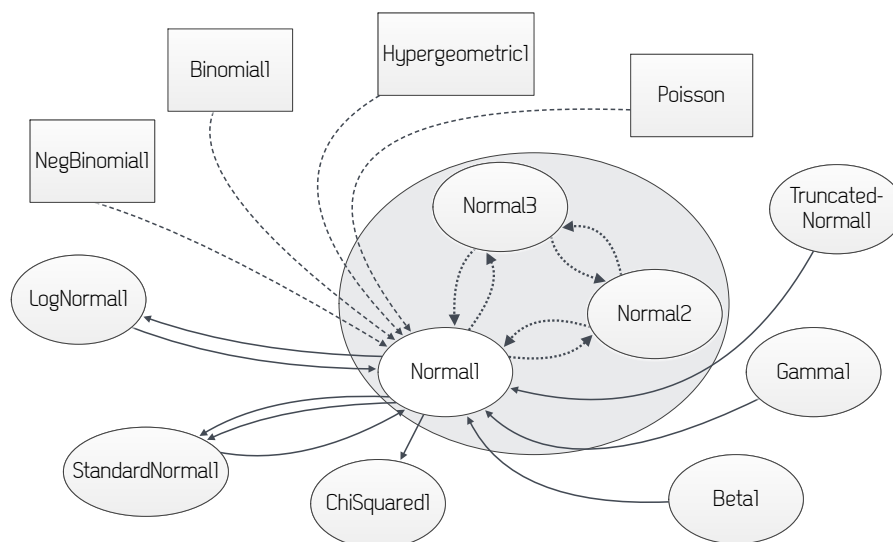 Hypergeometric1
Binomial1
Poisson
NegBinomial1
Truncated-
Normal1
Normal3
LogNormal1
Normal2
Normal1
Gamma1
StandardNormal1
ChiSquared1
Beta1